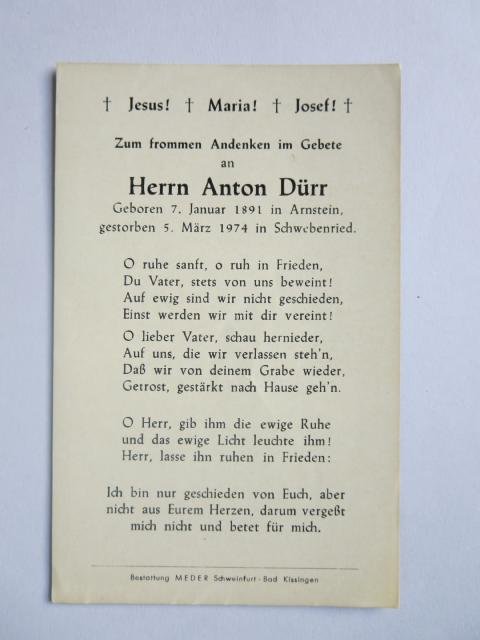 † Jesus! † Maria! † Josef! †
Zum frommen Andenken im Gebete
an
Herrn Anton Dürr
Geboren 7. Januar 1891 in Arnstein,
gestorben 5. März 1974 in Schwebenried.
O ruhe sanft, o ruh in Frieden,
Du Vater, stets von uns beweint!
Auf ewig sind wir nicht geschieden,
Einst werden wir mit dir vereint!
O lieber Vater, schau hernieder,
Auf uns, die wir verlassen steh'n,
Daß wir von deinem Grabe wieder,
Getrost, gestärkt nach Hause geh'n.
O Herr, gib ihm die ewige Ruhe
und das ewige Licht leuchte ihm!
Herr, lasse ihn ruhen in Frieden:
Ich bin nur geschieden von Euch, aber
nicht aus Eurem Herzen, darum vergeßt
mich nicht und betet für mich.
Bestattung MEDER Schweinfurt-Bad Kissingen